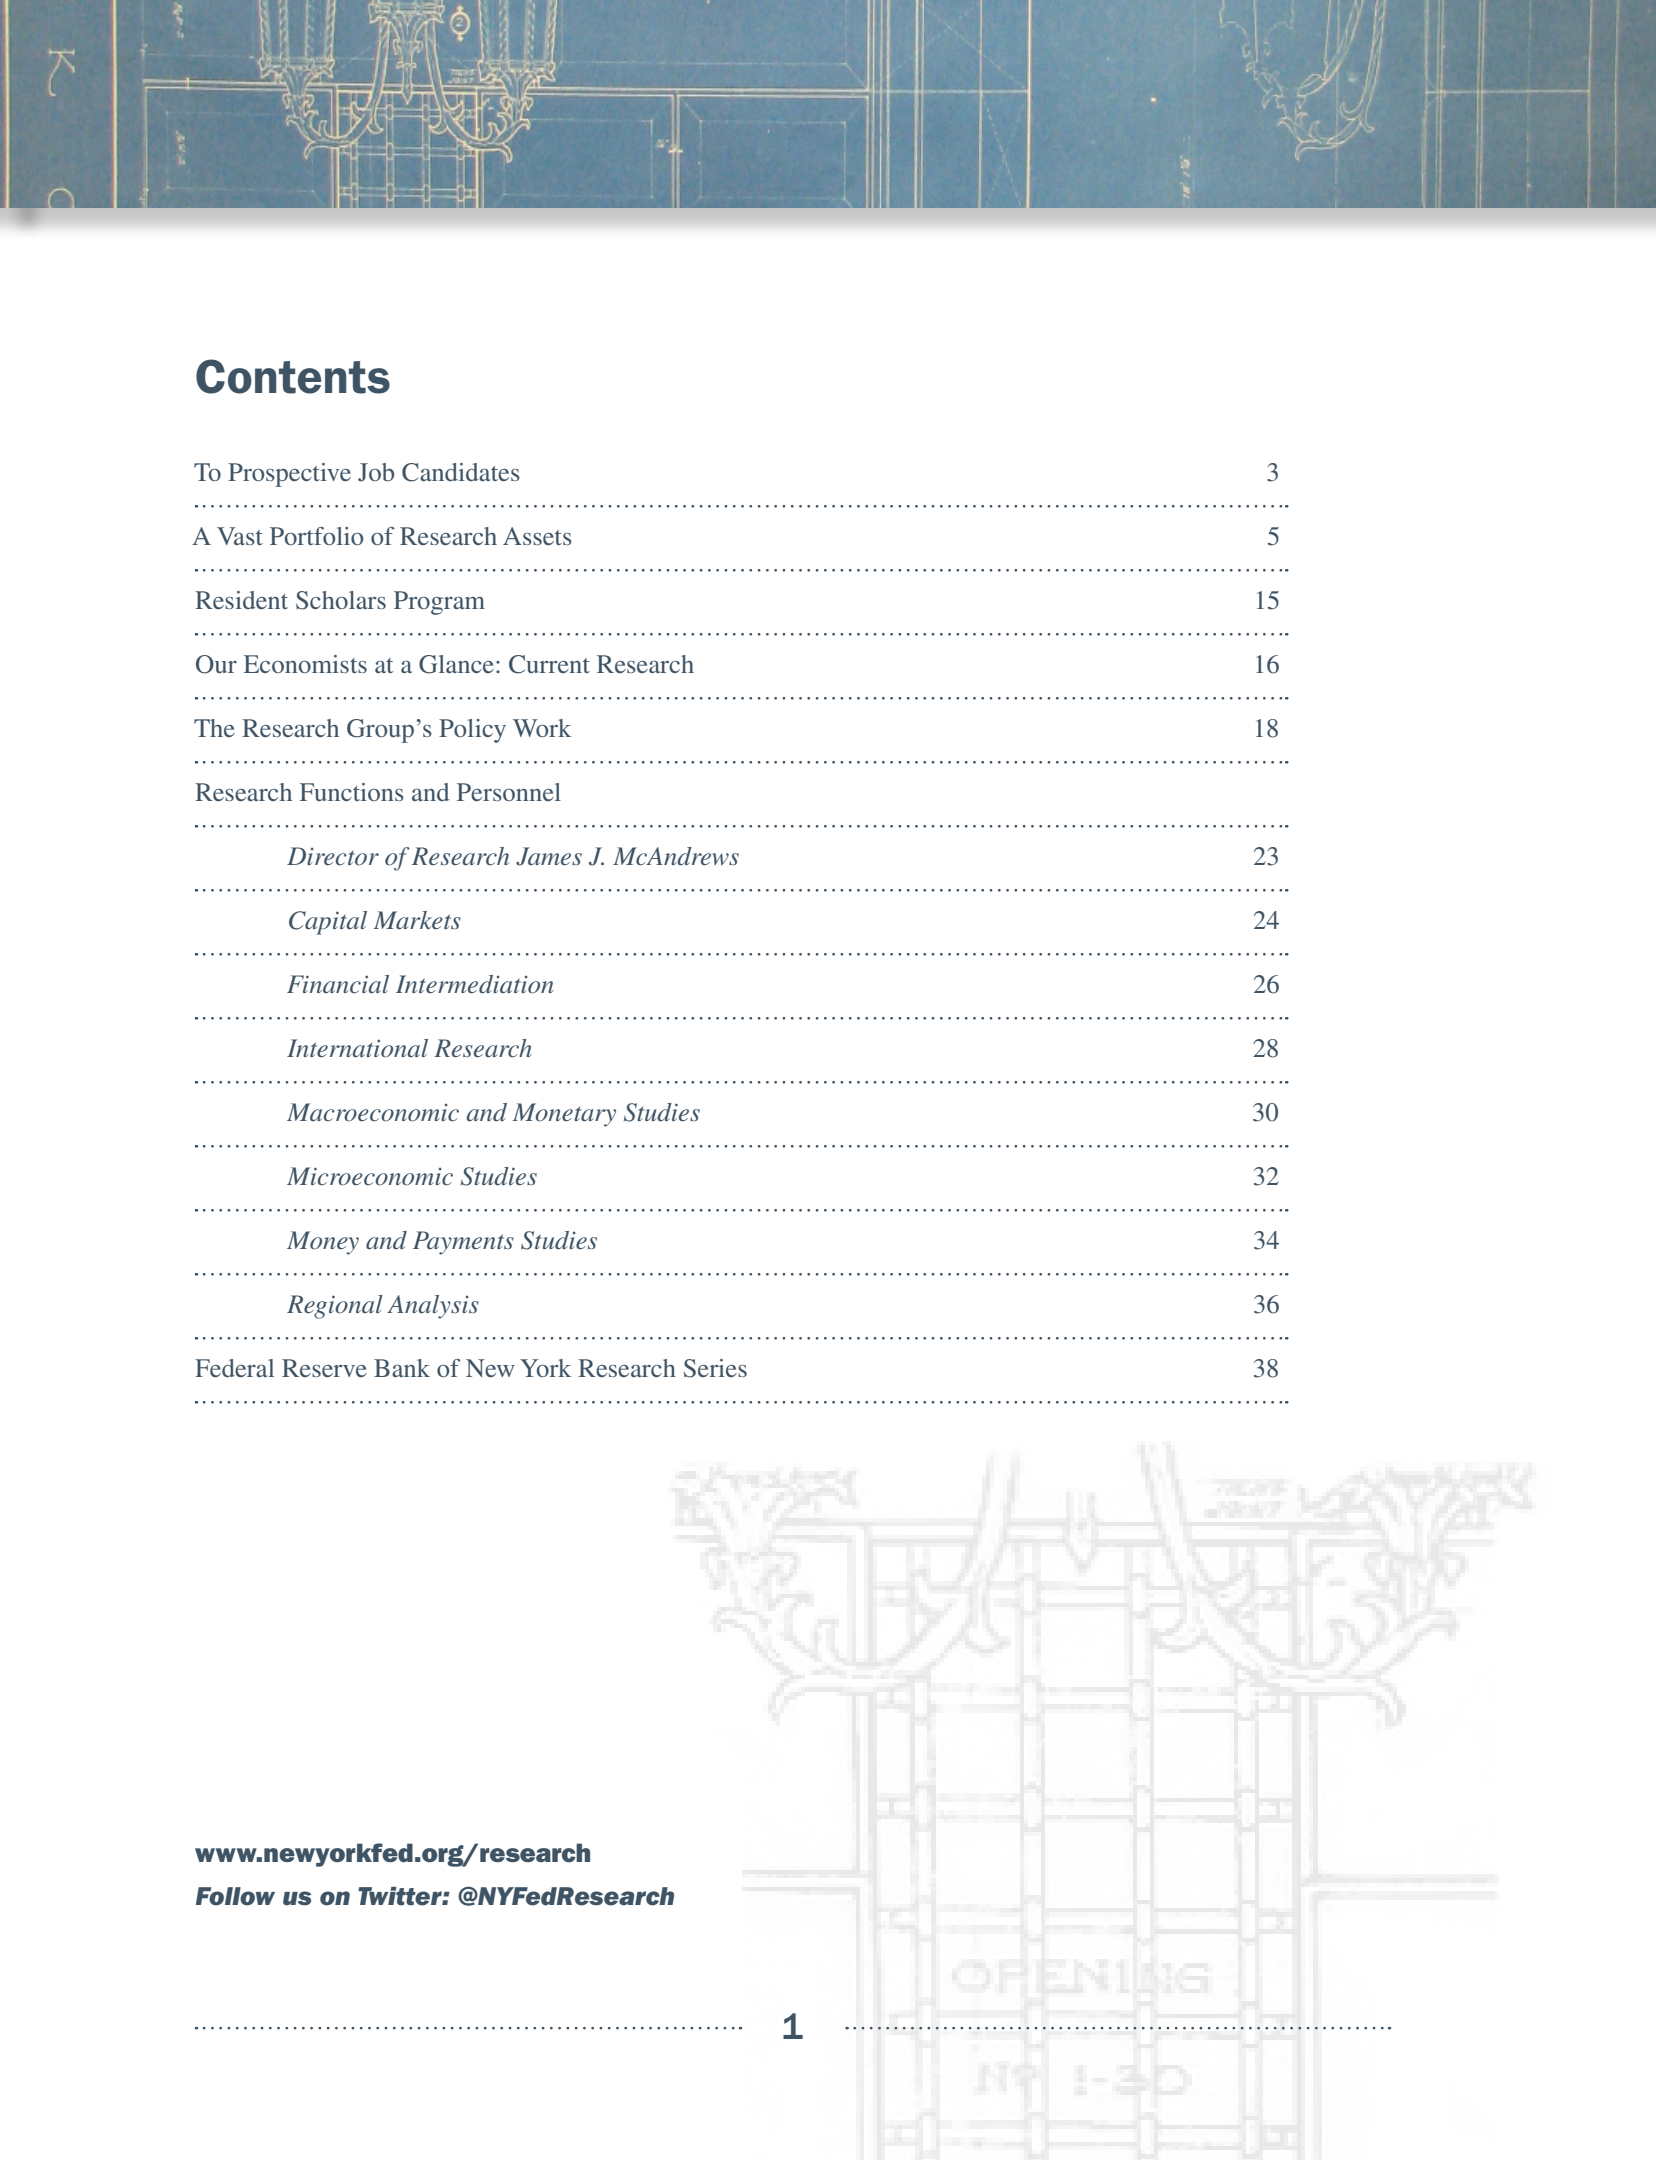 K
Contents
To Prospective Job Candidates 3
A Vast Portfolio of Research Assets 5
Resident Scholars Program 15
Our Economists at a Glance: Current Research 16
The Research Group’s Policy Work 18
Research Functions and Personnel
Director of Research James J. McAndrews 23
Capital Markets 24
Financial Intermediation 26
International Research 28
Macroeconomic and Monetary Studies 30
Microeconomic Studies 32
Money and Payments Studies 34
Regional Analysis 36
Federal Reserve Bank of New York Research Series 38
www.newyorkfed.org/research
Follow us on Twitter: @NYFedResearch
OPENING
1
Nº 1-30